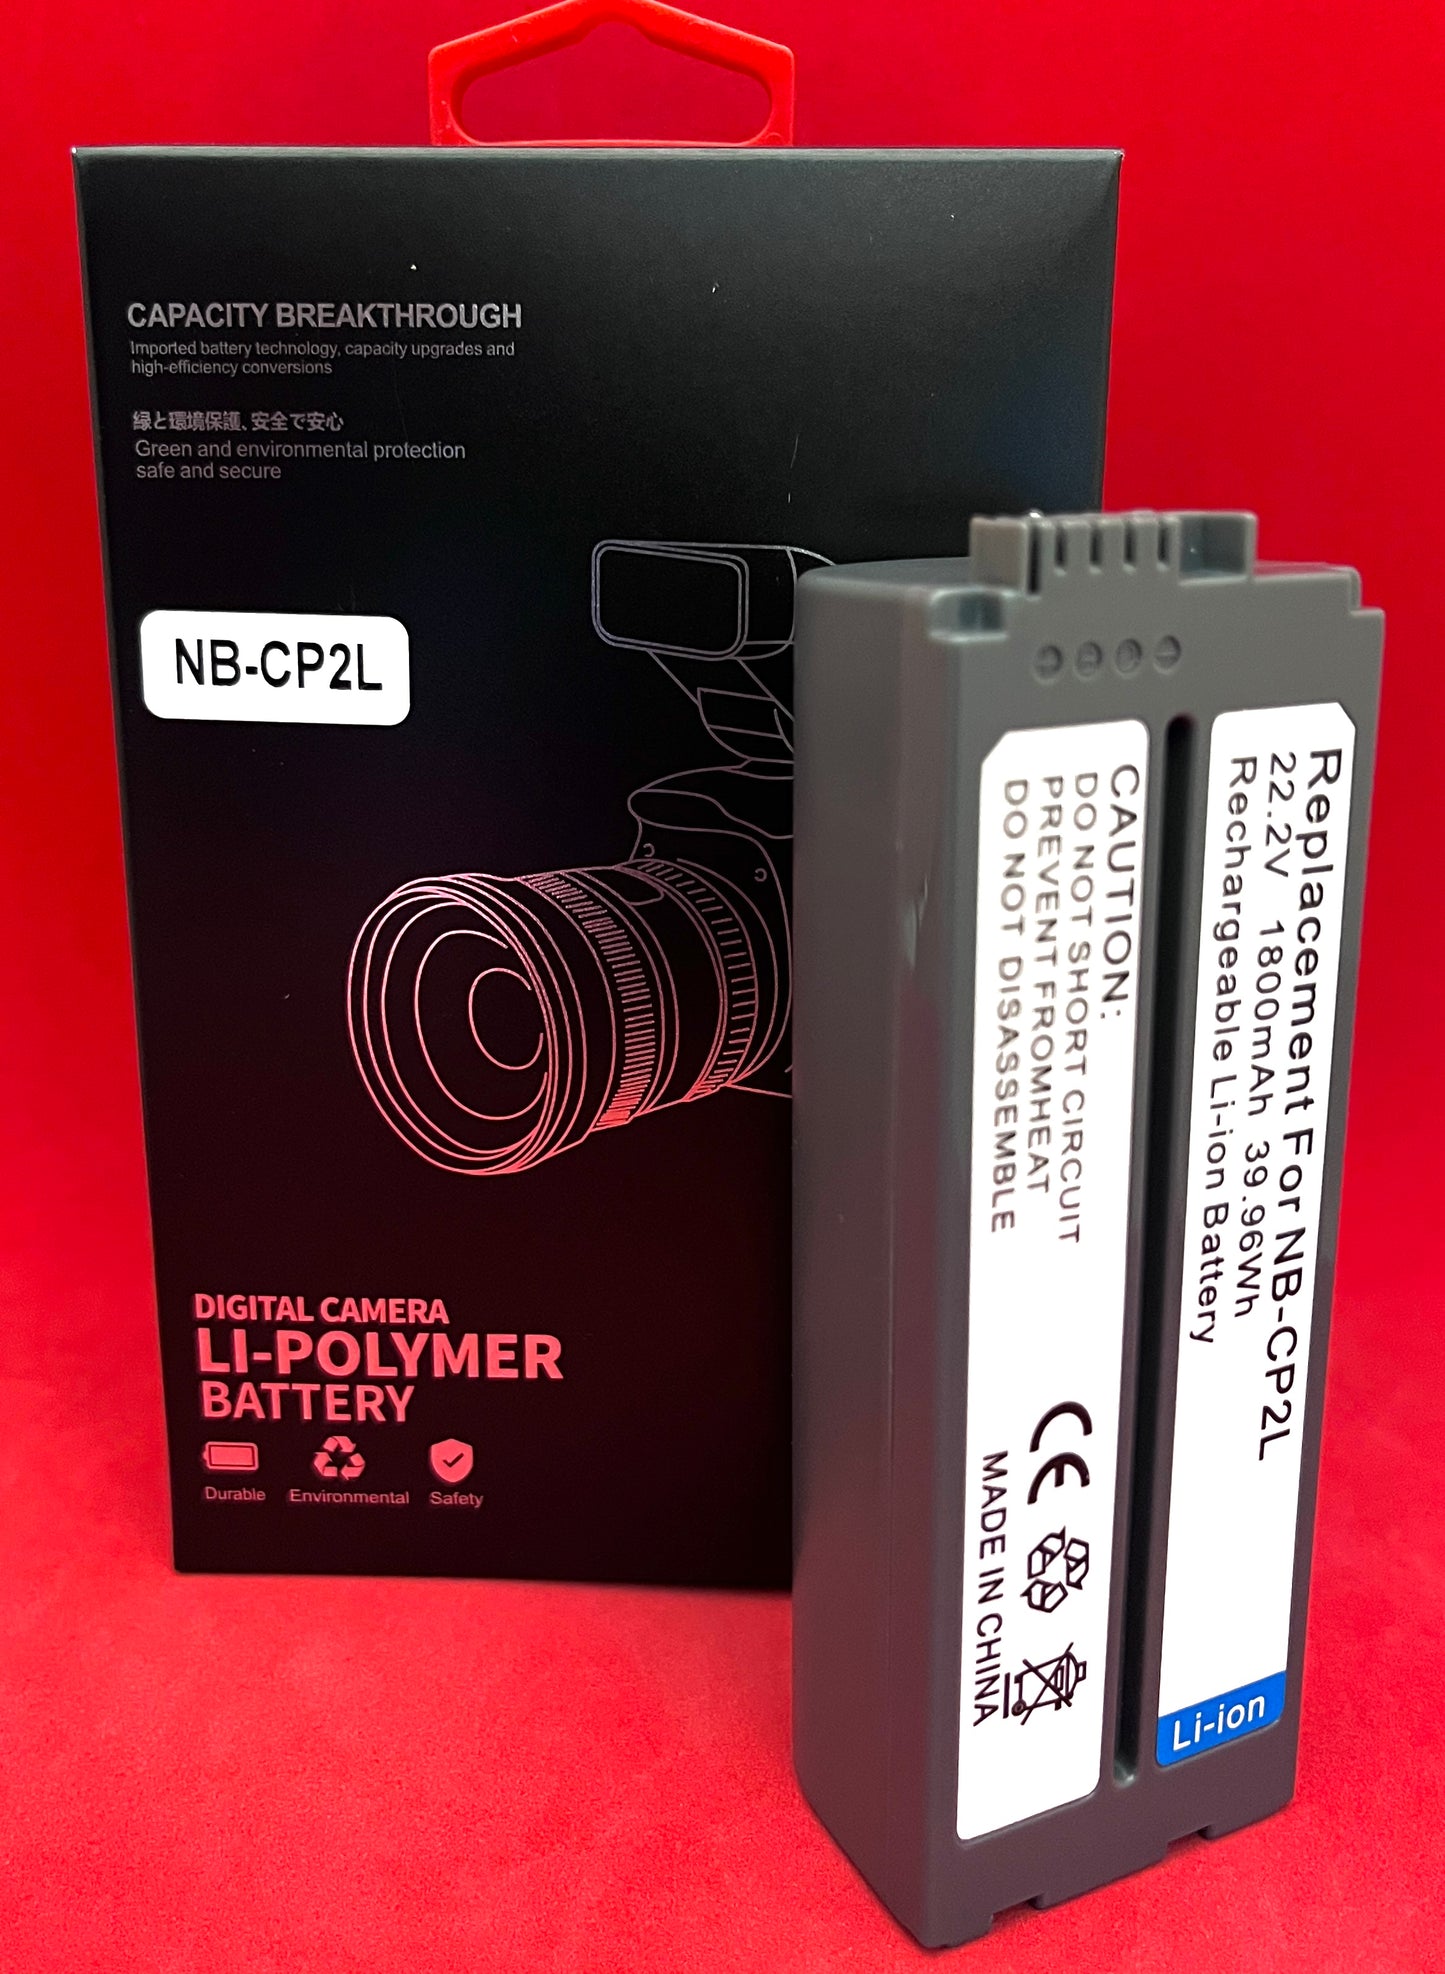 CAPACITY BREAKTHROUGH
Imported battery technology, capacity upgrades and
high-efficiency conversions
緑と環境保護、安全で安心
Green and environmental protection
safe and secure
NB-CP2L
DIGITAL CAMERA
LI-POLYMER
BATTERY
Durable
Environmental
Safety
Replacement For NB-CP2L
22.2V 1800mAh 39.96Wh
Rechargeable Li-ion Battery
Li-ion
CAUTION:
DO NOT SHORT CIRCUIT
PREVENT FROMHEAT
DO NOT DISASSEMBLE
CE
MADE IN CHINA